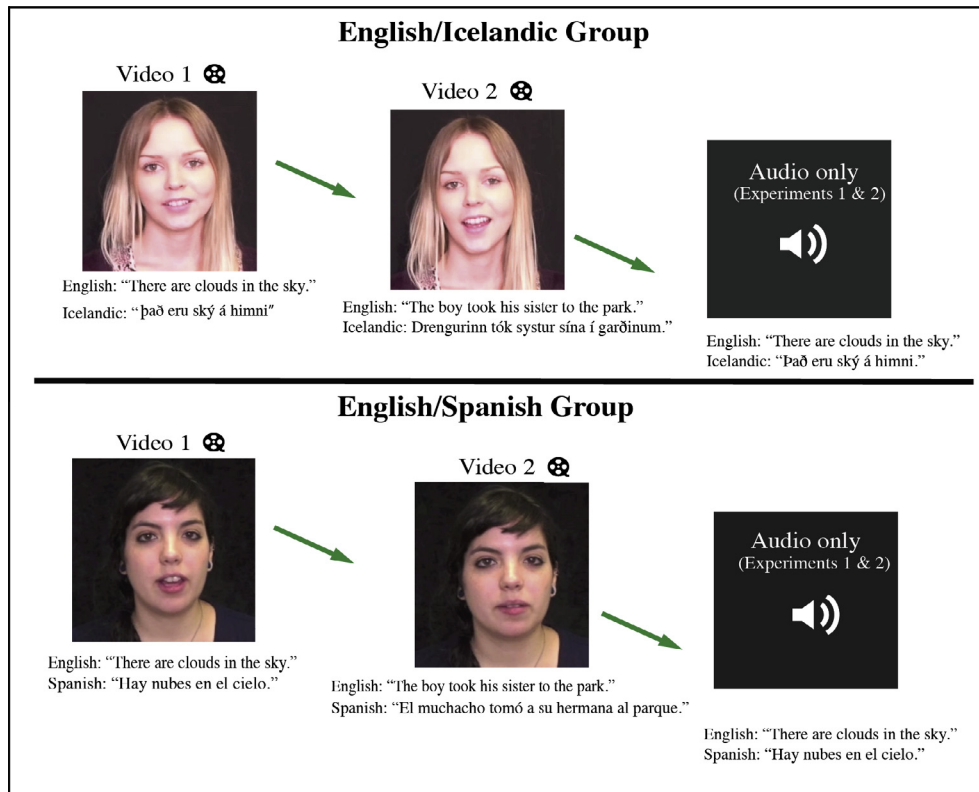 English/Icelandic Group
Video 1
Video 2
Audio only
(Experiments 1 & 2)
English: “There are clouds in the sky.”
Icelandic: “það eru ský á himni”
English: “The boy took his sister to the park.”
Icelandic: Drengurinn tók systur sína í garðinum.”
English: “There are clouds in the sky.”
Icelandic: “Það eru ský á himni.”
English/Spanish Group
Video 1
Video 2
Audio only
(Experiments 1 & 2)
English: “There are clouds in the sky.”
Spanish: “Hay nubes en el cielo.”
English: “The boy took his sister to the park.”
Spanish: “El muchacho tomó a su hermana al parque.”
English: “There are clouds in the sky.”
Spanish: “Hay nubes en el cielo.”